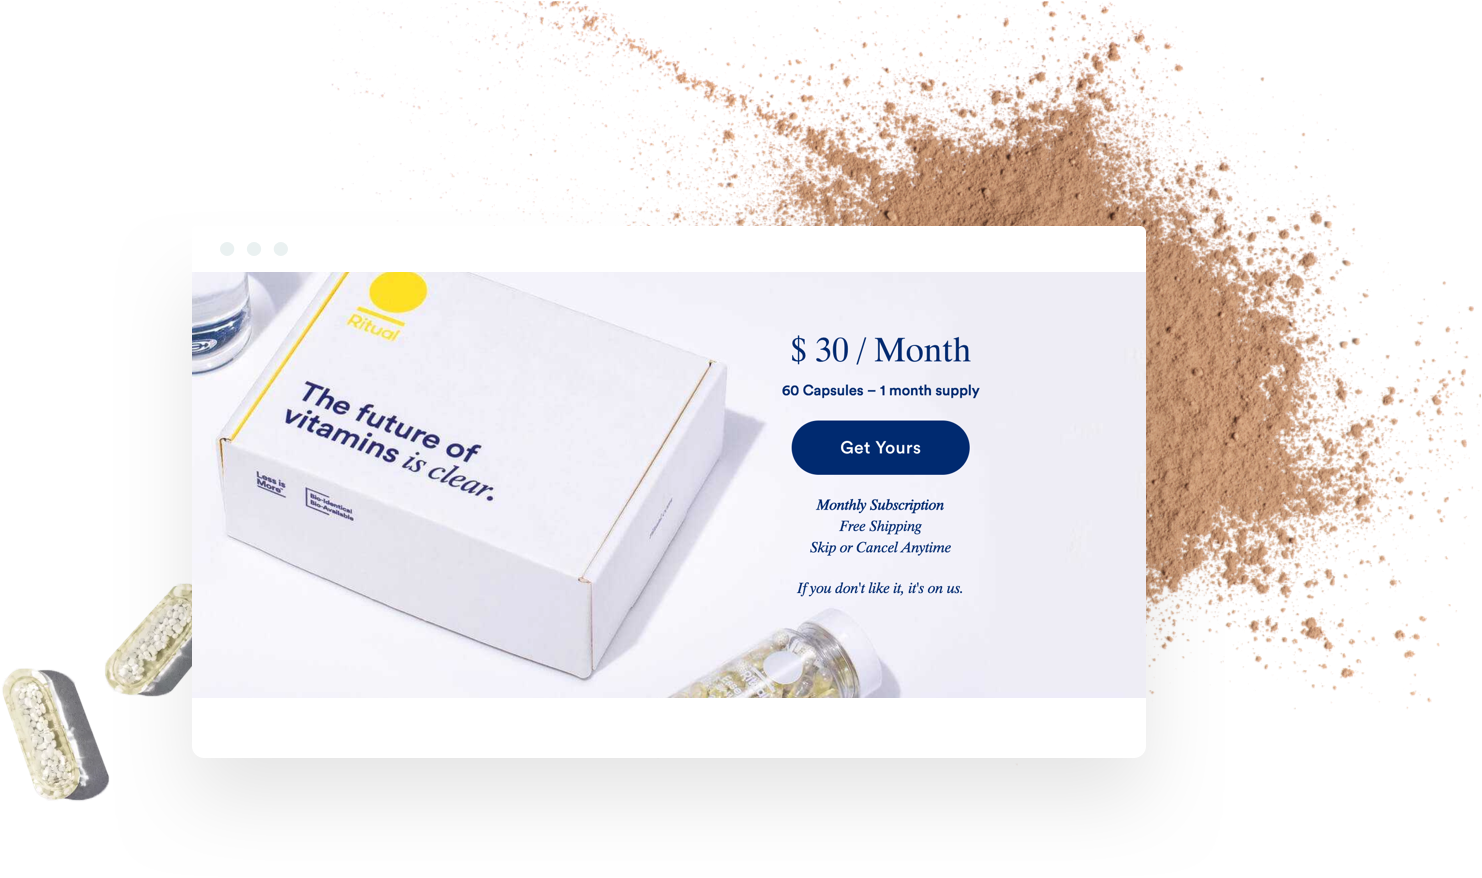 Ritual
The future of
vitamins is clear.
Less is
More
Bio-Identical
Bio-Available
$ 30 / Month
60 Capsules – 1 month supply
Get Yours
Monthly Subscription
Free Shipping
Skip or Cancel Anytime
If you don't like it, it's on us.